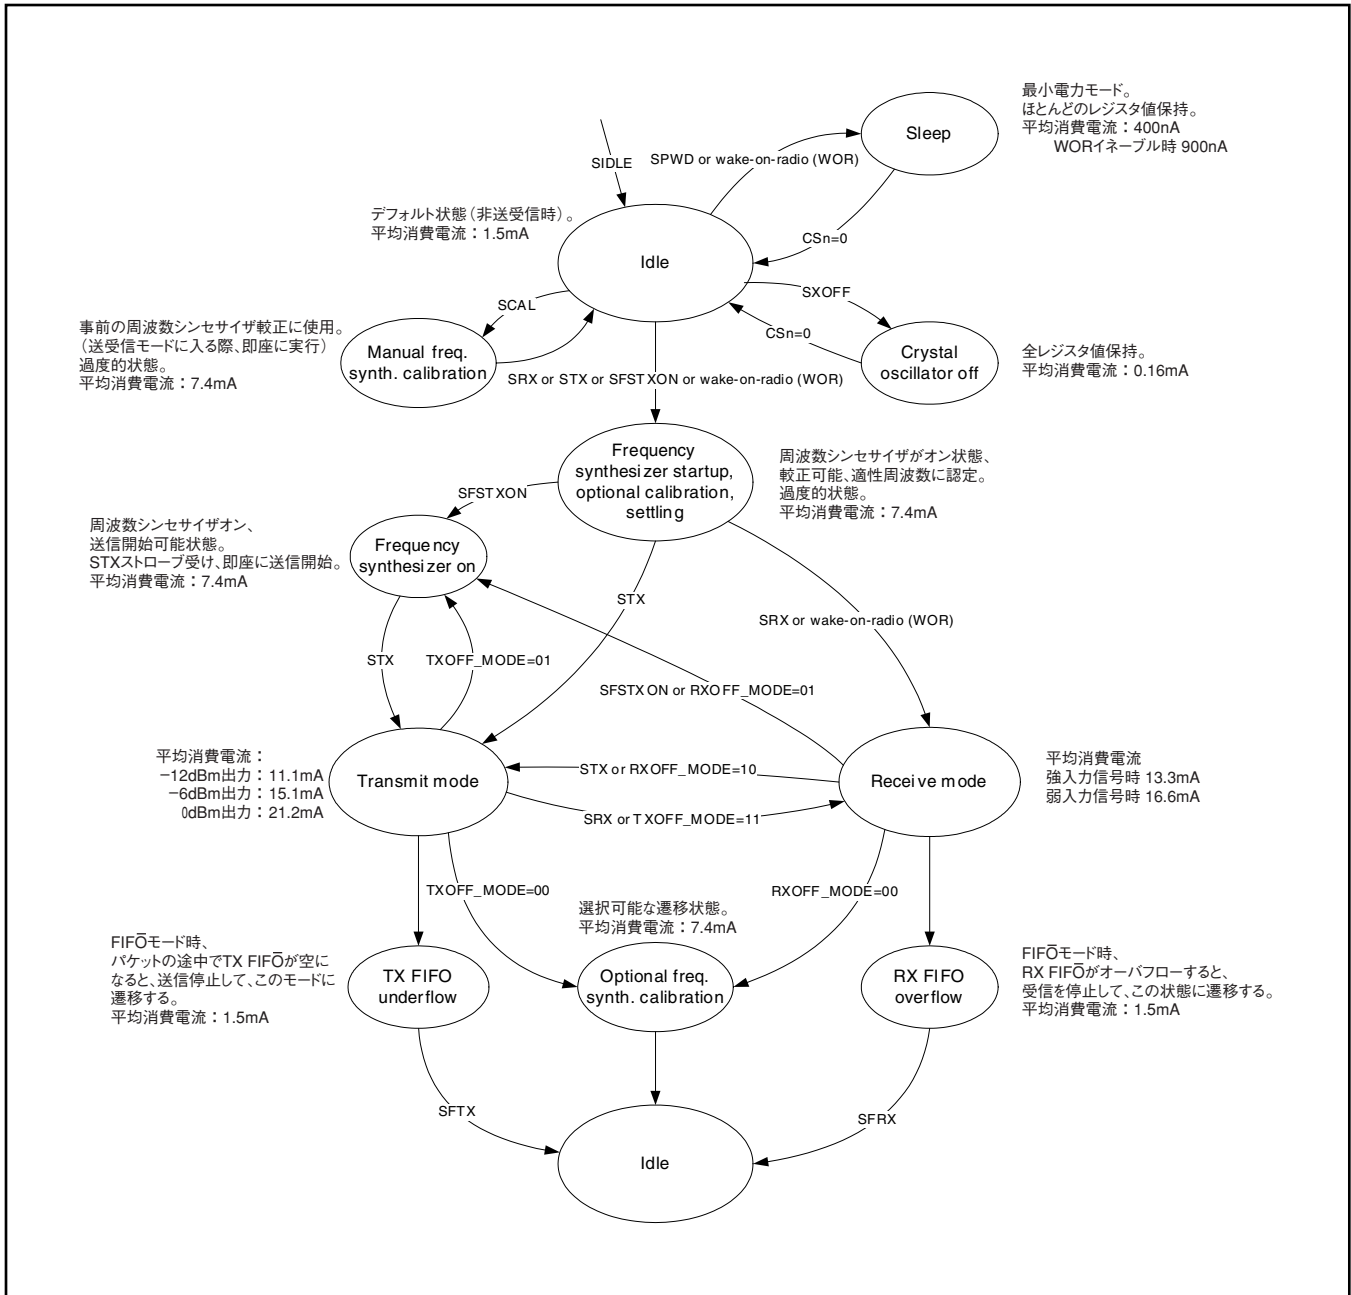 最小電力モード。
ほとんどのレジスタ値保持。
平均消費電流：400nA
WORイネーブル時 900nA
Sleep
SIDLE
SPWD or wake-on-radio (WOR)
デフォルト状態（非送受信時）。
平均消費電流：1.5mA
CSn=0
Idle
SCAL
SXOFF
事前の周波数シンセサイザ較正に使用。
（送受信モードに入る際、即座に実行）
過度的状態。
平均消費電流：7.4mA
Manual freq.
synth. calibration
CSn=0
Crystal
oscillator off
全レジスタ値保持。
平均消費電流：0.16mA
SRX or STX or SFSTXON or wake-on-radio (WOR)
Frequency
synthesizer startup,
optional calibration,
settling
周波数シンセサイザがオン状態、
較正可能、適性周波数に認定。
過度的状態。
平均消費電流：7.4mA
SFSTXON
周波数シンセサイザオン、
送信開始可能状態。
STXストローブ受け、即座に送信開始。
平均消費電流：7.4mA
Frequency
synthesizer on
STX
SRX or wake-on-radio (WOR)
STX
TXOFF_MODE=01
SFSTXON or RXOFF_MODE=01
平均消費電流：
−12dBm出力：11.1mA
−6dBm出力：15.1mA
0dBm出力：21.2mA
Transmit mode
STX or RXOFF_MODE=10
SRX or TXOFF_MODE=11
Receive mode
平均消費電流
強入力信号時 13.3mA
弱入力信号時 16.6mA
TXOFF_MODE=00
RXOFF_MODE=00
選択可能な遷移状態。
平均消費電流：7.4mA
FIFOモード時、
パケットの途中でTX FIFOが空に
なると、送信停止して、このモードに
遷移する。
平均消費電流：1.5mA
TX FIFO
underflow
Optional freq.
synth. calibration
RX FIFO
overflow
FIFOモード時、
RX FIFOがオーバフローすると、
受信を停止して、この状態に遷移する。
平均消費電流：1.5mA
SFTX
SFRX
Idle